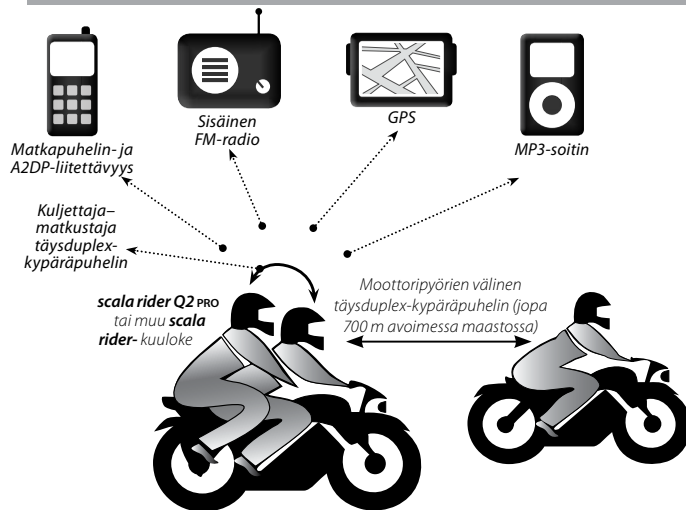 Matkapuhelin- ja
A2DP-liitettävyys
Sisäinen
FM-radio
GPS
MP3-soitin
Kuljettaja–
matkustaja
täysduplex-
kypäräpuhelin
scala rider Q2 PRO
tai muu scala
rider- kuuloke
Moottoripyörien välinen
täysduplex-kypäräpuhelin (jopa
700 m avoimessa maastossa)